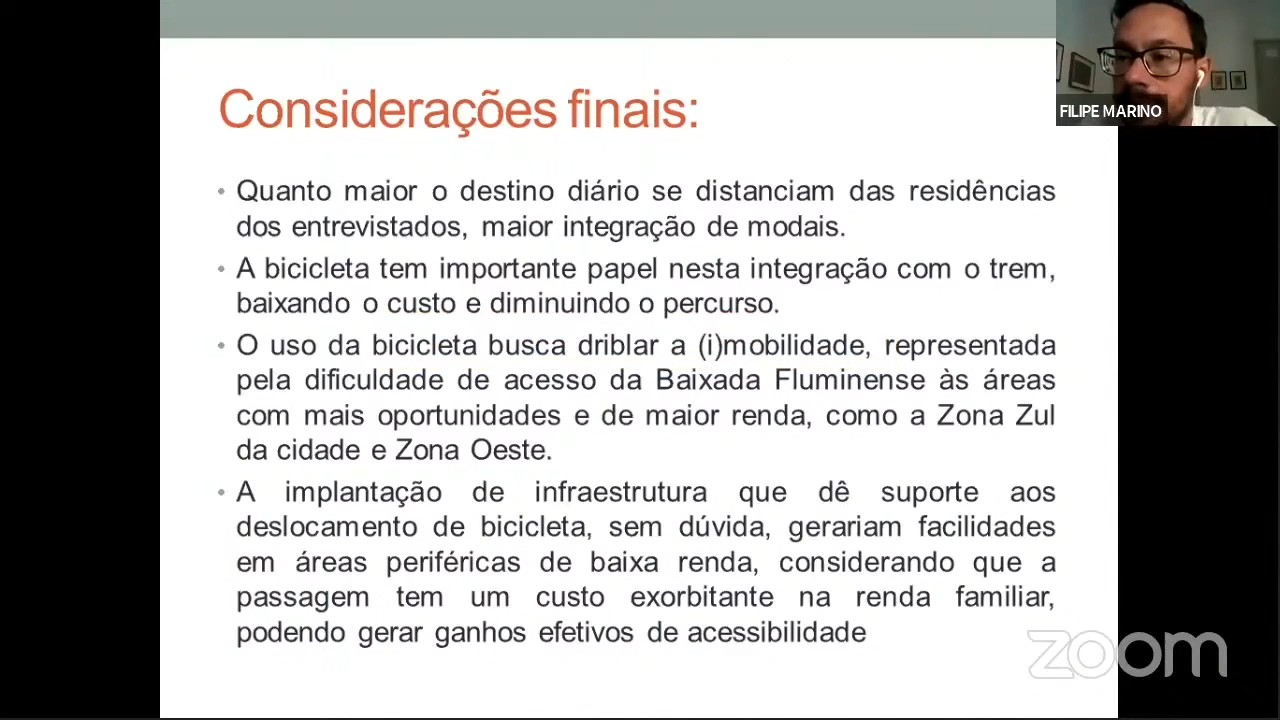 Considerações finais:
• Quanto maior o destino diário se distanciam das residências
dos entrevistados, maior integração de modais.
• A bicicleta tem importante papel nesta integração com o trem,
baixando o custo e diminuindo o percurso.
• O uso da bicicleta busca driblar a (i)mobilidade, representada
pela dificuldade de acesso da Baixada Fluminense às áreas
com mais oportunidades e de maior renda, como a Zona Zul
da cidade e Zona Oeste.
• A implantação de infraestrutura que dê suporte aos
deslocamento de bicicleta, sem dúvida, gerariam facilidades
em áreas periféricas de baixa renda, considerando que a
passagem tem um custo exorbitante na renda familiar,
podendo gerar ganhos efetivos de acessibilidade
FILIPE MARINO
zoom